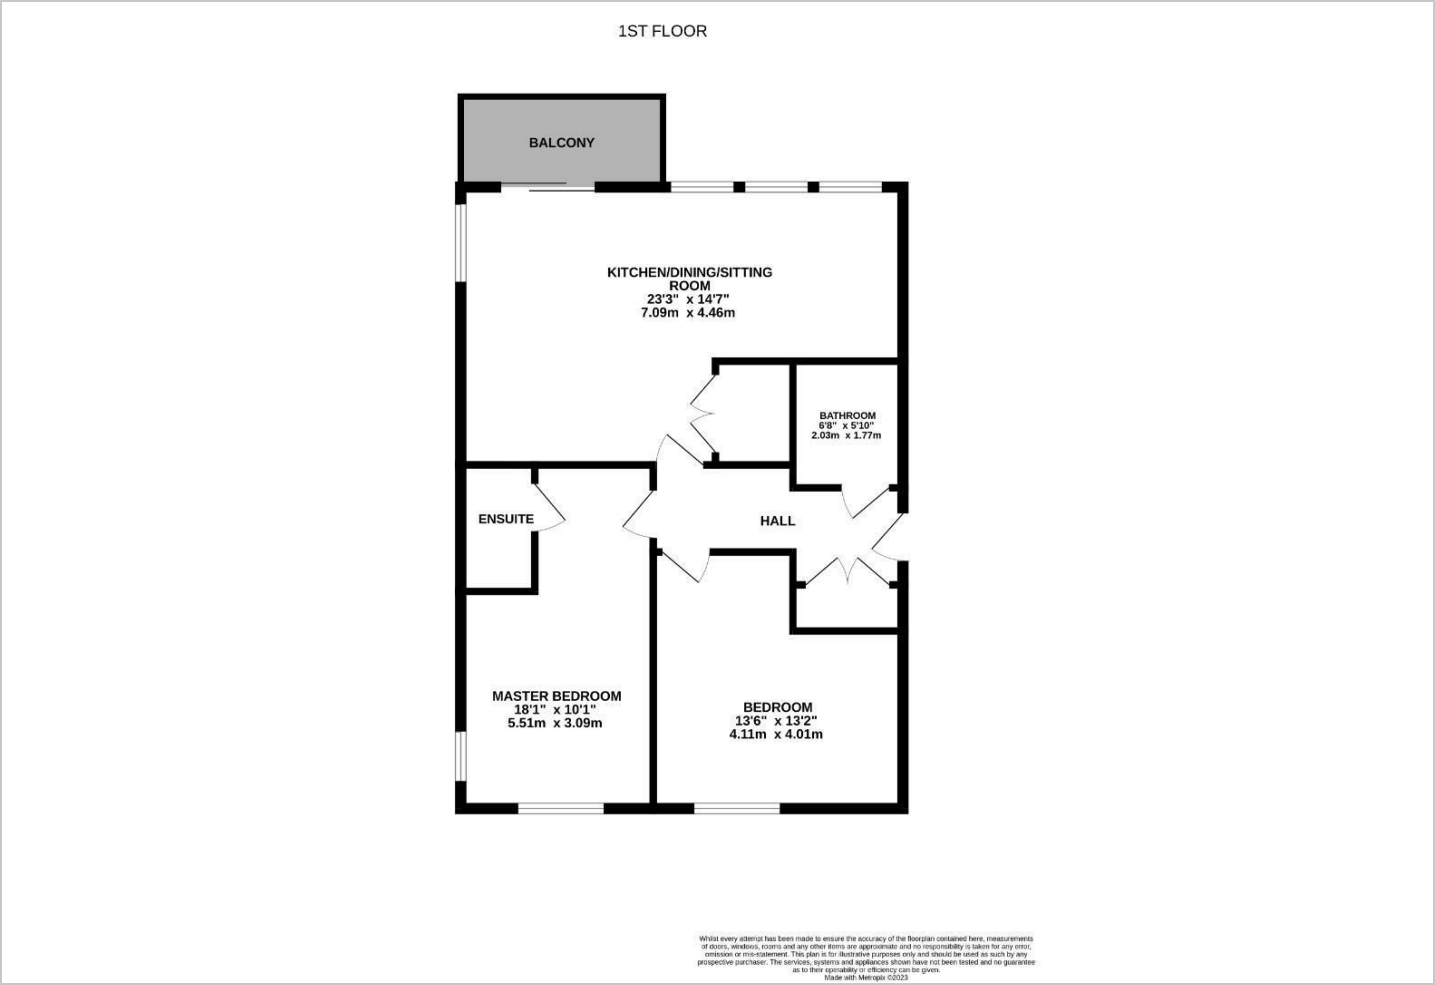 1ST FLOOR
BALCONY
KITCHEN/DINING/SITTING
ROOM
23'3" x 14'7"
7.09m x 4.46m
BATHROOM
6'8" x 5'10"
2.03m x 1.77m
ENSUITE
HALL
MASTER BEDROOM
18'1" x 10'1"
5.51m x 3.09m
BEDROOM
13'6" x 13'2"
4.11m x 4.01m
Whilst every attempt has been made to ensure the accuracy of the floorplan contained here, measurements
of doors, windows, rooms and any other items are approximate and no responsibility is taken for any error,
omission or mis-statement. This plan is for illustrative purposes only and should be used as such by any
prospective purchaser. The services, systems and appliances shown have not been tested and no guarantee
as to their operability or efficiency can be given.
Made with Metropix ©2023